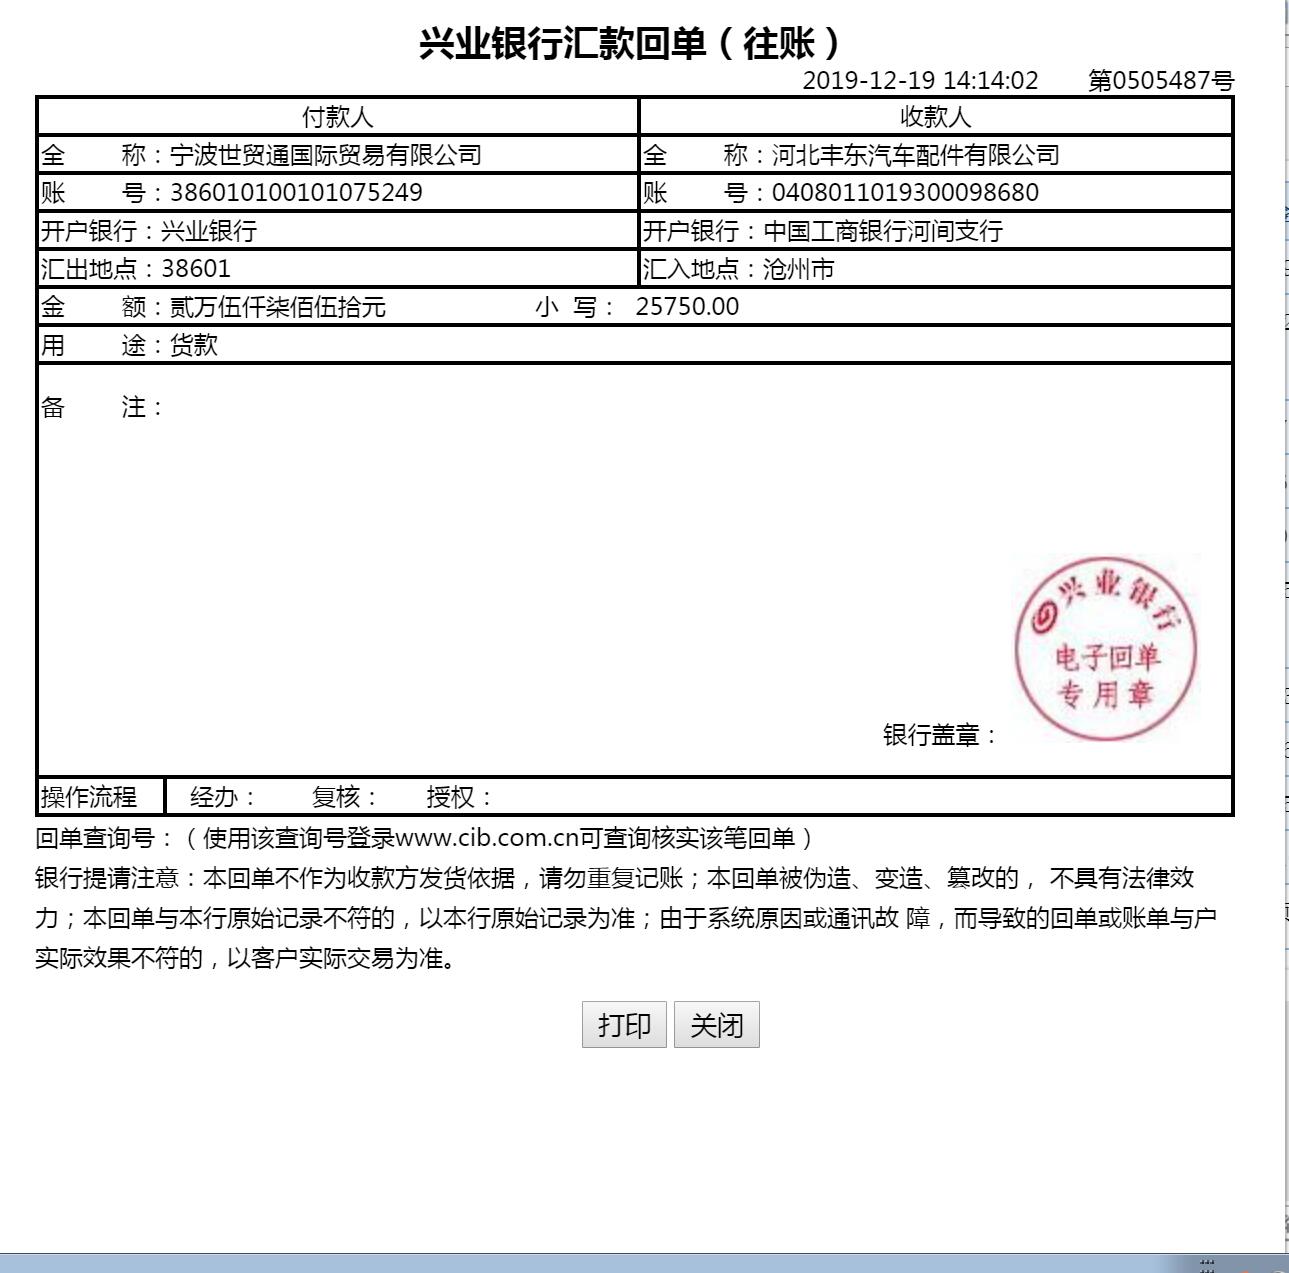 兴业银行汇款回单（往账）
2019-12-19 14:14:02 第0505487号
付款人 收款人
全 称：宁波世贸通国际贸易有限公司 全 称：河北丰东汽车配件有限公司
账 号：386010100101075249 账 号：0408011019300098680
开户银行：兴业银行 开户银行：中国工商银行河间支行
汇出地点：38601 汇入地点：沧州市
金 额：贰万伍仟柒佰伍拾元 小 写： 25750.00
用 途：货款
备 注：
兴业银行
电子回单
专用章
银行盖章：
操作流程 经办： 复核： 授权：
回单查询号：（使用该查询号登录www.cib.com.cn可查询核实该笔回单）
银行提请注意：本回单不作为收款方发货依据，请勿重复记账；本回单被伪造、变造、篡改的， 不具有法律效
力；本回单与本行原始记录不符的，以本行原始记录为准；由于系统原因或通讯故 障，而导致的回单或账单与户
实际效果不符的，以客户实际交易为准。
打印 关闭